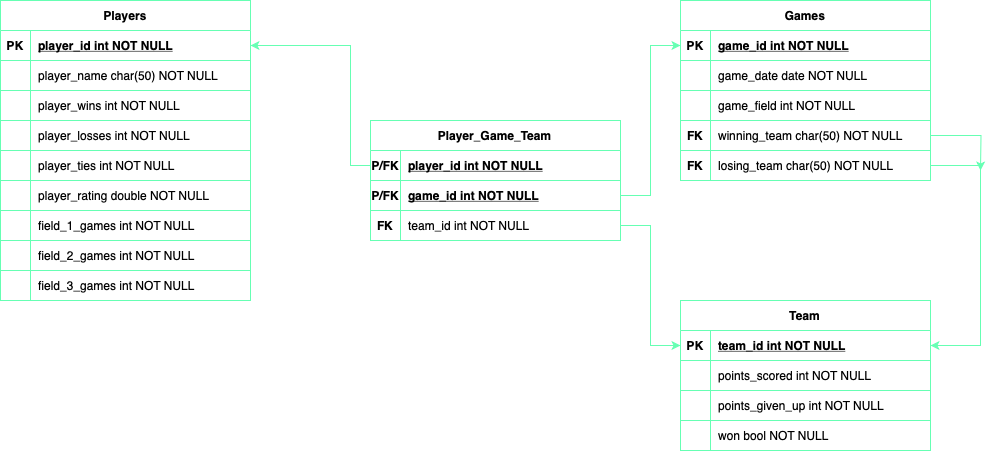 Players
PK player_id int NOT NULL
player_name char(50) NOT NULL
player_wins int NOT NULL
player_losses int NOT NULL
player_ties int NOT NULL
player_rating double NOT NULL
field_1_games int NOT NULL
field_2_games int NOT NULL
field_3_games int NOT NULL
Player_Game_Team
P/FK player_id int NOT NULL
P/FK game_id int NOT NULL
FK team_id int NOT NULL
Games
PK game_id int NOT NULL
game_date date NOT NULL
game_field int NOT NULL
FK winning_team char(50) NOT NULL
FK losing_team char(50) NOT NULL
Team
PK team_id int NOT NULL
points_scored int NOT NULL
points_given_up int NOT NULL
won bool NOT NULL